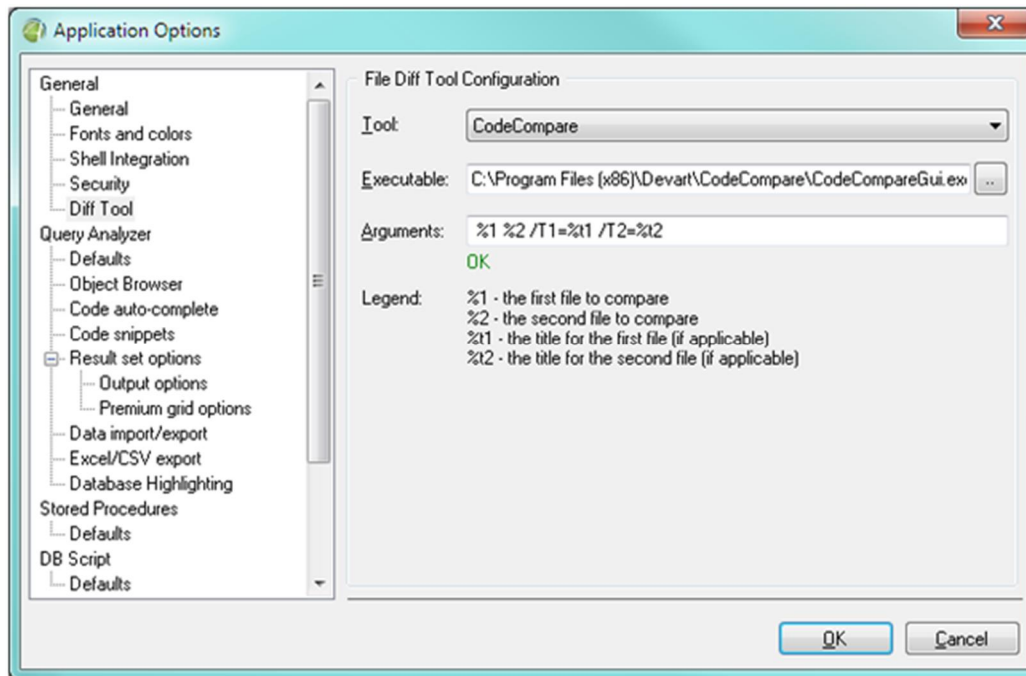 Application Options
General
General
Fonts and colors
Shell Integration
Security
Diff Tool
Query Analyzer
Defaults
Object Browser
Code auto-complete
Code snippets
Result set options
Output options
Premium grid options
Data import/export
Excel/CSV export
Database Highlighting
Stored Procedures
Defaults
DB Script
Defaults
File Diff Tool Configuration
Tool: CodeCompare
Executable: C:\Program Files (x86)\Devart\CodeCompare\CodeCompareGui.exe ..
Arguments: %1 %2 /T1=%t1 /T2=%t2
OK
Legend: %1 - the first file to compare
%2 - the second file to compare
%t1 - the title for the first file (if applicable)
%t2 - the title for the second file (if applicable)
OK Cancel